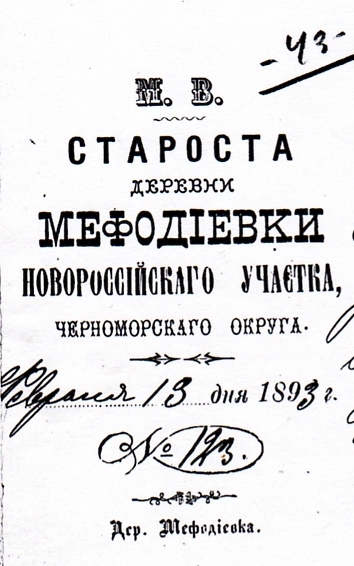 - 43 -
М. В.
СТАРОСТА
ДЕРЕВНИ
МЕФОДІЕВКИ
НОВОРОССІЙСКАГО УЧАСТКА,
ЧЕРНОМОРСКАГО ОКРУГА.
Февраля 13 дня 1893 г.
№ 123.
Дер. Мефодіевка.